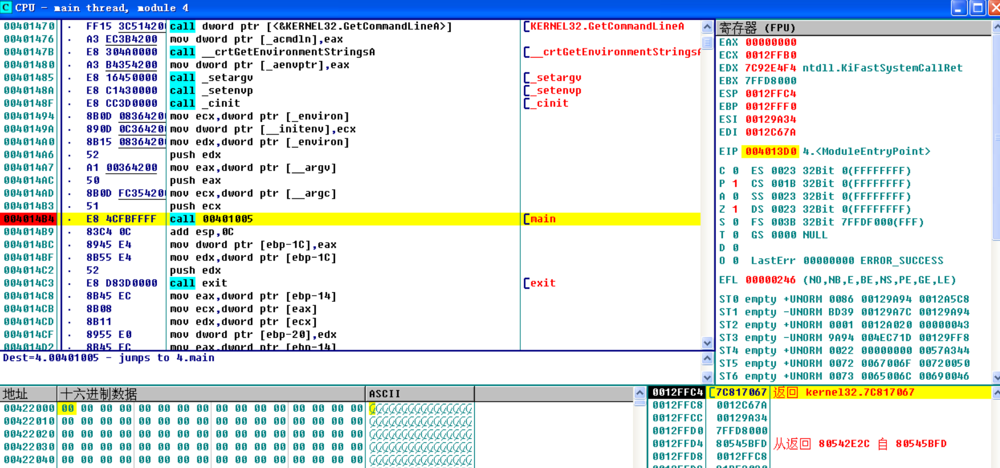 C CPU - main thread, module 4
00401470 . FF15 3C514200 call dword ptr [<&KERNEL32.GetCommandLineA>] [KERNEL32.GetCommandLineA
00401476 . A3 EC3B4200 mov dword ptr [_acmdln],eax
0040147B . E8 304A0000 call __crtGetEnvironmentStringsA [__crtGetEnvironmentStringsA
00401480 . A3 B4354200 mov dword ptr [_aenvptr],eax
00401485 . E8 16450000 call _setargv [_setargv
0040148A . E8 C1430000 call _setenvp [_setenvp
0040148F . E8 CC3D0000 call _cinit [_cinit
00401494 . 8B0D 08364200 mov ecx,dword ptr [_environ]
0040149A . 890D 0C364200 mov dword ptr [__initenv],ecx
004014A0 . 8B15 08364200 mov edx,dword ptr [_environ]
004014A6 . 52 push edx
004014A7 . A1 00364200 mov eax,dword ptr [__argv]
004014AC . 50 push eax
004014AD . 8B0D FC354200 mov ecx,dword ptr [__argc]
004014B3 . 51 push ecx
004014B4 . E8 4CFBFFFF call 00401005 [main
004014B9 . 83C4 0C add esp,0C
004014BC . 8945 E4 mov dword ptr [ebp-1C],eax
004014BF . 8B55 E4 mov edx,dword ptr [ebp-1C]
004014C2 . 52 push edx
004014C3 . E8 D83D0000 call exit [exit
004014C8 . 8B45 EC mov eax,dword ptr [ebp-14]
004014CB . 8B08 mov ecx,dword ptr [eax]
004014CD . 8B11 mov edx,dword ptr [ecx]
004014CF . 8955 E0 mov dword ptr [ebp-20],edx
004014D2 . 8B45 EC mov eax,dword ptr [ebp-14]
Dest=4.00401005 - jumps to 4.main
寄存器 (FPU)
EAX 00000000
ECX 0012FFB0
EDX 7C92E4F4 ntdll.KiFastSystemCallRet
EBX 7FFD8000
ESP 0012FFC4
EBP 0012FFF0
ESI 00129A34
EDI 0012C67A
EIP 004013D0 4.<ModuleEntryPoint>
C 0 ES 0023 32Bit 0(FFFFFFFF)
P 1 CS 001B 32Bit 0(FFFFFFFF)
A 0 SS 0023 32Bit 0(FFFFFFFF)
Z 1 DS 0023 32Bit 0(FFFFFFFF)
S 0 FS 003B 32Bit 7FFDF000(FFF)
T 0 GS 0000 NULL
D 0
O 0 LastErr 00000000 ERROR_SUCCESS
EFL 00000246 (NO,NB,E,BE,NS,PE,GE,LE)
ST0 empty +UNORM 0086 00129A94 0012A5C8
ST1 empty -UNORM BD39 00129A7C 00129A94
ST2 empty +UNORM 0001 0012A020 00000043
ST3 empty -UNORM 9A94 004EC71D 00129FF8
ST4 empty +UNORM 0022 00000000 0057A344
ST5 empty +UNORM 0072 0067006F 00720050
ST6 empty +UNORM 0073 0065006C 00690046
地址 十六进制数据 ASCII
00422000 00 00 00 00 00 00 00 00 00 00 00 00 00 00 00 00
00422010 00 00 00 00 00 00 00 00 00 00 00 00 00 00 00 00
00422020 00 00 00 00 00 00 00 00 00 00 00 00 00 00 00 00
00422030 00 00 00 00 00 00 00 00 00 00 00 00 00 00 00 00
00422040 00 00 00 00 00 00 00 00 00 00 00 00 00 00 00 00
0012FFC4 [7C817067 返回 kernel32.7C817067
0012FFC8 0012C67A
0012FFCC 00129A34
0012FFD0 7FFD8000
0012FFD4 80545BFD 从返回 80542E2C 自 80545BFD
0012FFD8 0012FFC8